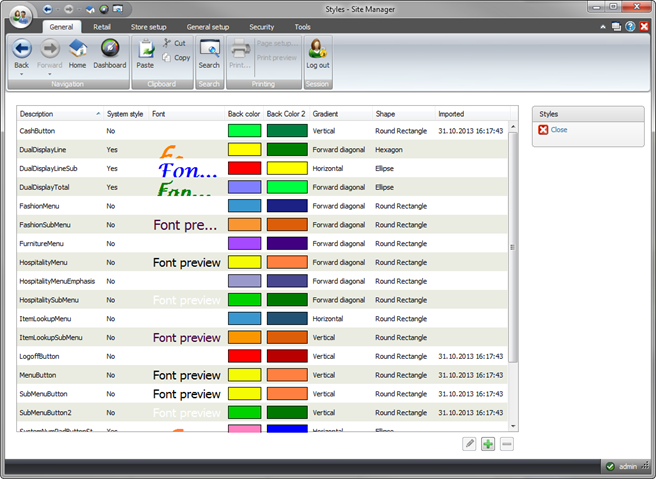 Styles - Site Manager
General Retail Store setup General setup Security Tools
Back Forward Home Dashboard Paste Cut Copy Search Print... Page setup... Print preview Log out
Navigation Clipboard Search Printing Session
Description System style Font Back color Back Color 2 Gradient Shape Imported
CashButton No Vertical Round Rectangle 31.10.2013 16:17:43
DualDisplayLine Yes Forward diagonal Hexagon
DualDisplayLineSub Yes Fon... Horizontal Ellipse
DualDisplayTotal Yes Forward diagonal Ellipse
FashionMenu No Forward diagonal Round Rectangle
FashionSubMenu No Font pre... Forward diagonal Round Rectangle
FurnitureMenu No Forward diagonal Round Rectangle
HospitalityMenu No Font preview Forward diagonal Round Rectangle
HospitalityMenuEmphasis No Forward diagonal Round Rectangle
HospitalitySubMenu No Font preview Forward diagonal Round Rectangle
ItemLookupMenu No Horizontal Round Rectangle
ItemLookupSubMenu No Font preview Vertical Round Rectangle
LogoffButton No Vertical Round Rectangle 31.10.2013 16:17:43
MenuButton No Font preview Vertical Round Rectangle 31.10.2013 16:17:43
SubMenuButton No Font preview Vertical Round Rectangle 31.10.2013 16:17:43
SubMenuButton2 No Font preview Vertical Round Rectangle 31.10.2013 16:17:43
Yes Horizontal Ellipse
Styles
Close
admin